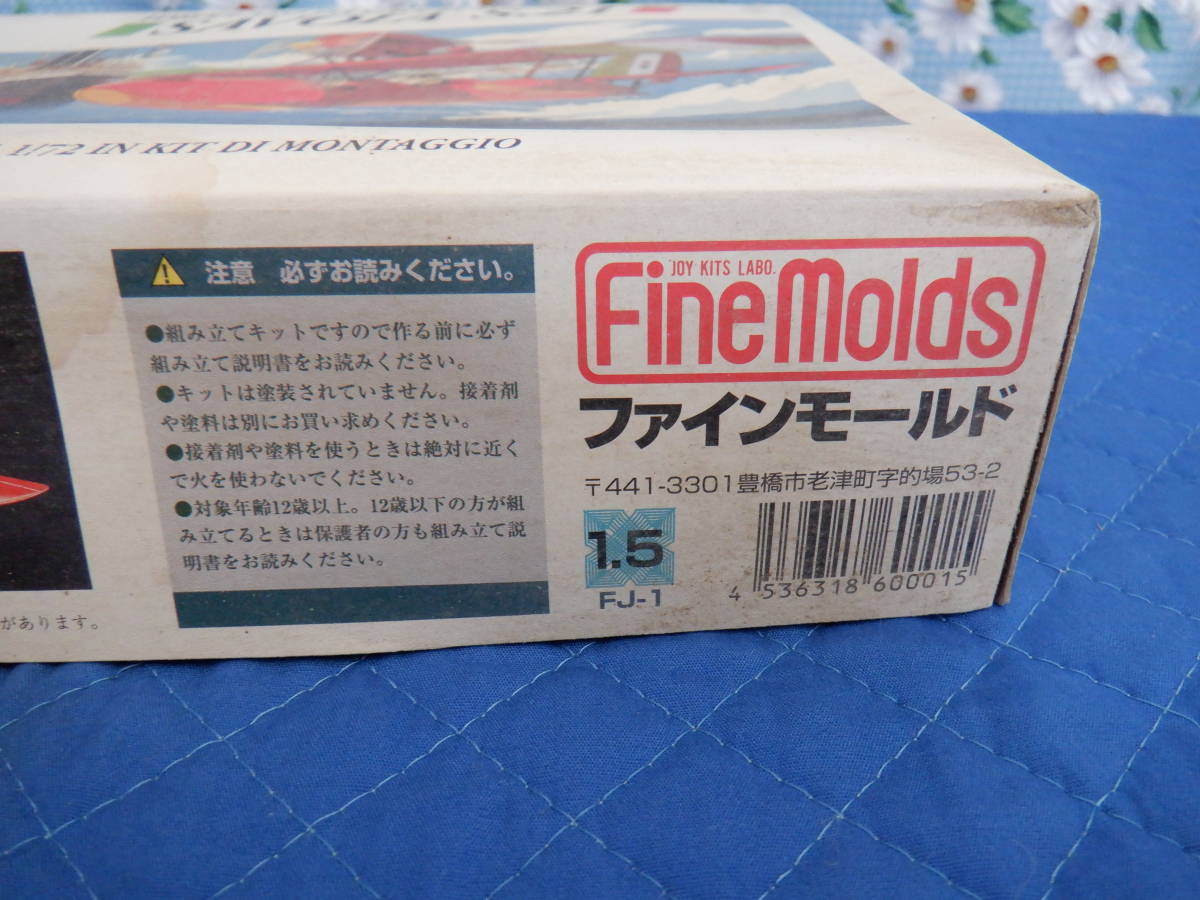 1/72 IN KIT DI MONTAGGIO
注意 必ずお読みください。
●組み立てキットですので作る前に必ず
組み立て説明書をお読みください。
●キットは塗装されていません。接着剤
や塗料は別にお買い求めください。
●接着剤や塗料を使うときは絶対に近く
で火を使わないでください。
●対象年齢12歳以上。12歳以下の方が組
み立てるときは保護者の方も組み立て説
明書をお読みください。
があります。
JOY KITS LABO.
FineMolds
ファインモールド
〒441-3301豊橋市老津町字的場53-2
1.5
FJ-1
4 536318 600015